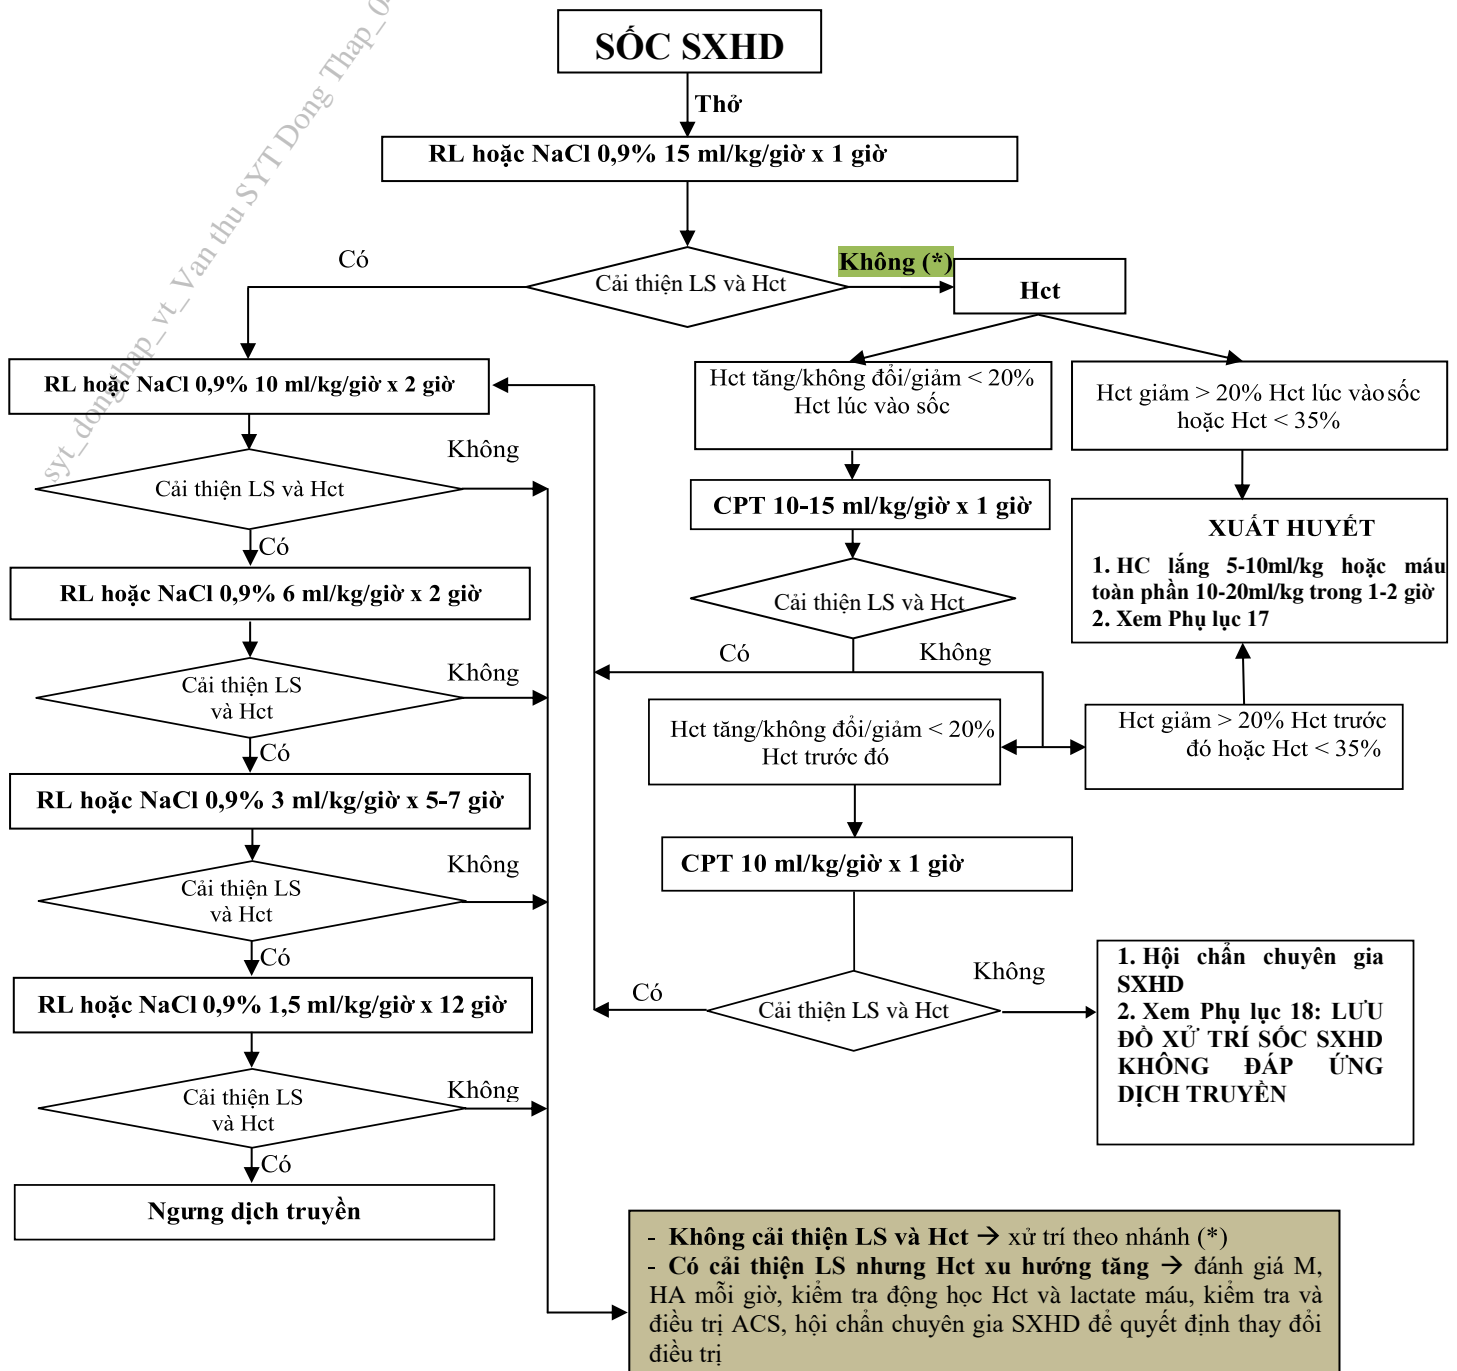 SỐC SXHD
Thở
RL hoặc NaCl 0,9% 15 ml/kg/giờ x 1 giờ
Có
Cải thiện LS và Hct
Không (*)
Hct
RL hoặc NaCl 0,9% 10 ml/kg/giờ x 2 giờ
Không
Cải thiện LS và Hct
Có
RL hoặc NaCl 0,9% 6 ml/kg/giờ x 2 giờ
Không
Cải thiện LS
và Hct
Có
RL hoặc NaCl 0,9% 3 ml/kg/giờ x 5-7 giờ
Không
Cải thiện LS
và Hct
Có
RL hoặc NaCl 0,9% 1,5 ml/kg/giờ x 12 giờ
Không
Cải thiện LS
và Hct
Có
Ngưng dịch truyền
Hct tăng/không đổi/giảm < 20%
Hct lúc vào sốc
CPT 10-15 ml/kg/giờ x 1 giờ
Cải thiện LS và Hct
Có
Không
Hct tăng/không đổi/giảm < 20%
Hct trước đó
CPT 10 ml/kg/giờ x 1 giờ
Có
Cải thiện LS và Hct
Không
Hct giảm > 20% Hct lúc vào sốc
hoặc Hct < 35%
XUẤT HUYẾT
1. HC lắng 5-10ml/kg hoặc máu
toàn phần 10-20ml/kg trong 1-2 giờ
2. Xem Phụ lục 17
Hct giảm > 20% Hct trước
đó hoặc Hct < 35%
1. Hội chẩn chuyên gia
SXHD
2. Xem Phụ lục 18: LƯU
ĐỒ XỬ TRÍ SỐC SXHD
KHÔNG ĐÁP ỨNG
DỊCH TRUYỀN
- Không cải thiện LS và Hct → xử trí theo nhánh (*)
- Có cải thiện LS nhưng Hct xu hướng tăng → đánh giá M,
HA mỗi giờ, kiểm tra động học Hct và lactate máu, kiểm tra và
điều trị ACS, hội chẩn chuyên gia SXHD để quyết định thay đổi
điều trị
syt_dongthap_vt_Van thu SYT Dong Thap_0